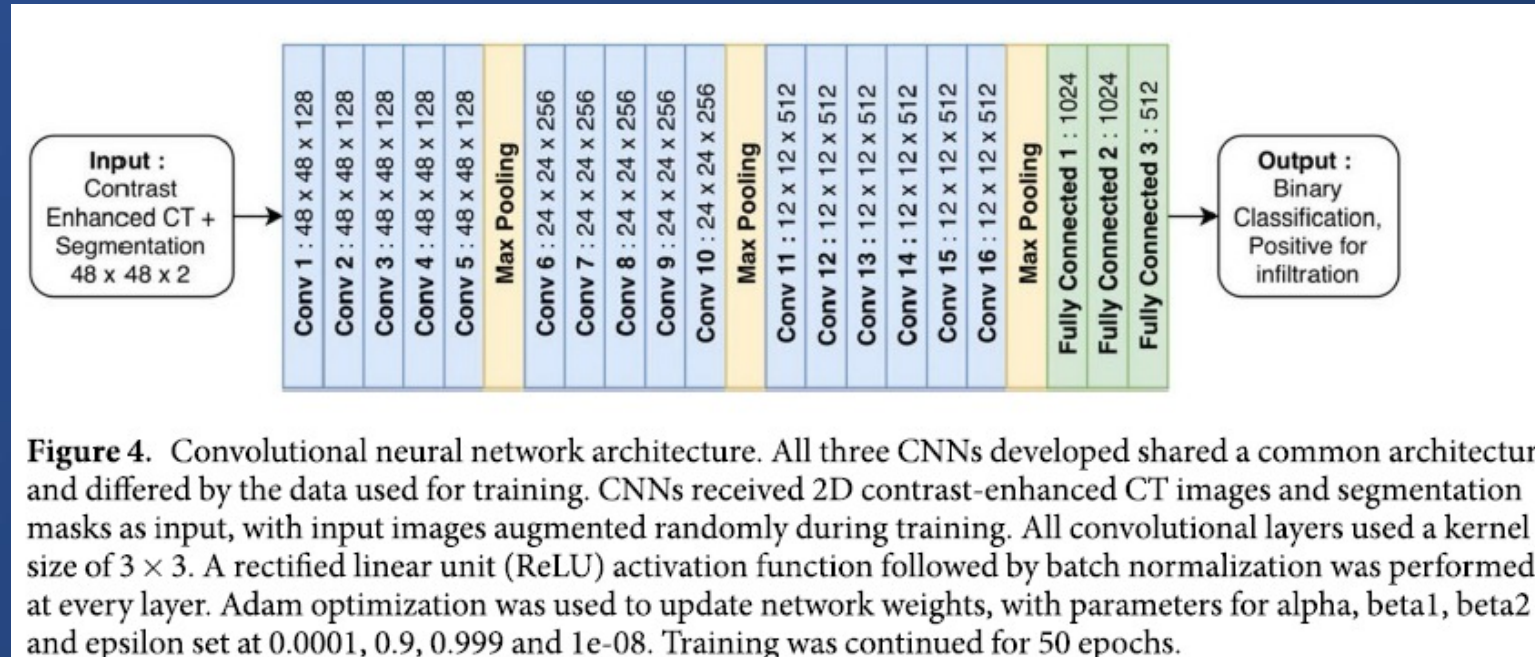 Input :
Contrast
Enhanced CT +
Segmentation
48 x 48 x 2
Conv 1 : 48 x 48 x 128
Conv 2 : 48 x 48 x 128
Conv 3 : 48 x 48 x 128
Conv 4 : 48 x 48 x 128
Conv 5 : 48 x 48 x 128
Max Pooling
Conv 6 : 24 x 24 x 256
Conv 7 : 24 x 24 x 256
Conv 8 : 24 x 24 x 256
Conv 9 : 24 x 24 x 256
Conv 10 : 24 x 24 x 256
Max Pooling
Conv 11 : 12 x 12 x 512
Conv 12 : 12 x 12 x 512
Conv 13 : 12 x 12 x 512
Conv 14 : 12 x 12 x 512
Conv 15 : 12 x 12 x 512
Conv 16 : 12 x 12 x 512
Max Pooling
Fully Connected 1 : 1024
Fully Connected 2 : 1024
Fully Connected 3 : 512
Output :
Binary
Classification,
Positive for
infiltration
Figure 4. Convolutional neural network architecture. All three CNNs developed shared a common architectur
and differed by the data used for training. CNNs received 2D contrast-enhanced CT images and segmentation
masks as input, with input images augmented randomly during training. All convolutional layers used a kernel
size of 3 × 3. A rectified linear unit (ReLU) activation function followed by batch normalization was performed
at every layer. Adam optimization was used to update network weights, with parameters for alpha, beta1, beta2
and epsilon set at 0.0001, 0.9, 0.999 and 1e-08. Training was continued for 50 epochs.